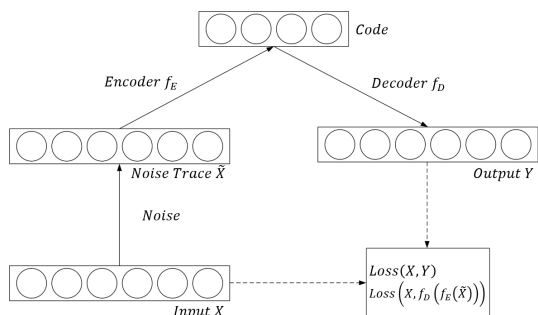 Code
Encoder f_E
Decoder f_D
Noise Trace X̃
Output Y
Noise
Input X
Loss(X,Y)
Loss(X,f_D(f_E(X̃)))